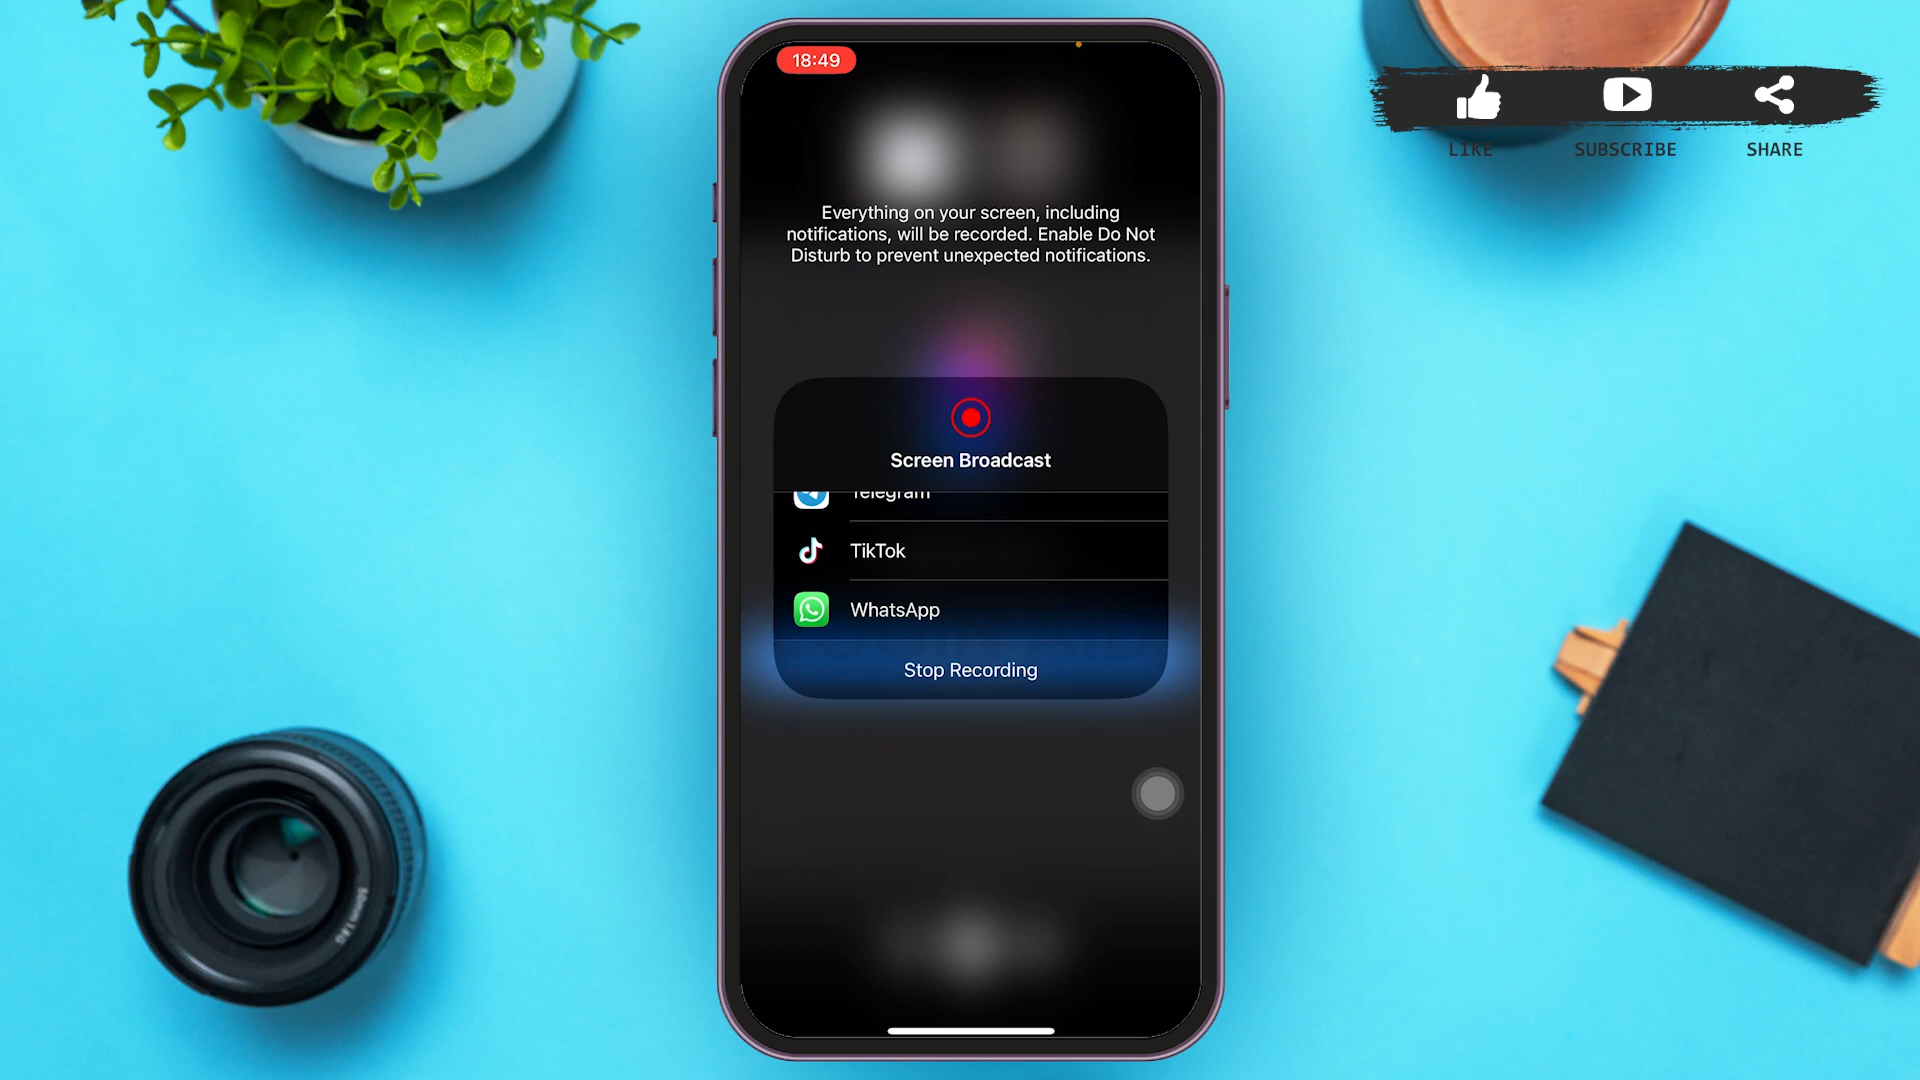 18:49
LIKE
SUBSCRIBE
SHARE
Everything on your screen, including
notifications, will be recorded. Enable Do Not
Disturb to prevent unexpected notifications.
Screen Broadcast
Telegram
TikTok
WhatsApp
Stop Recording